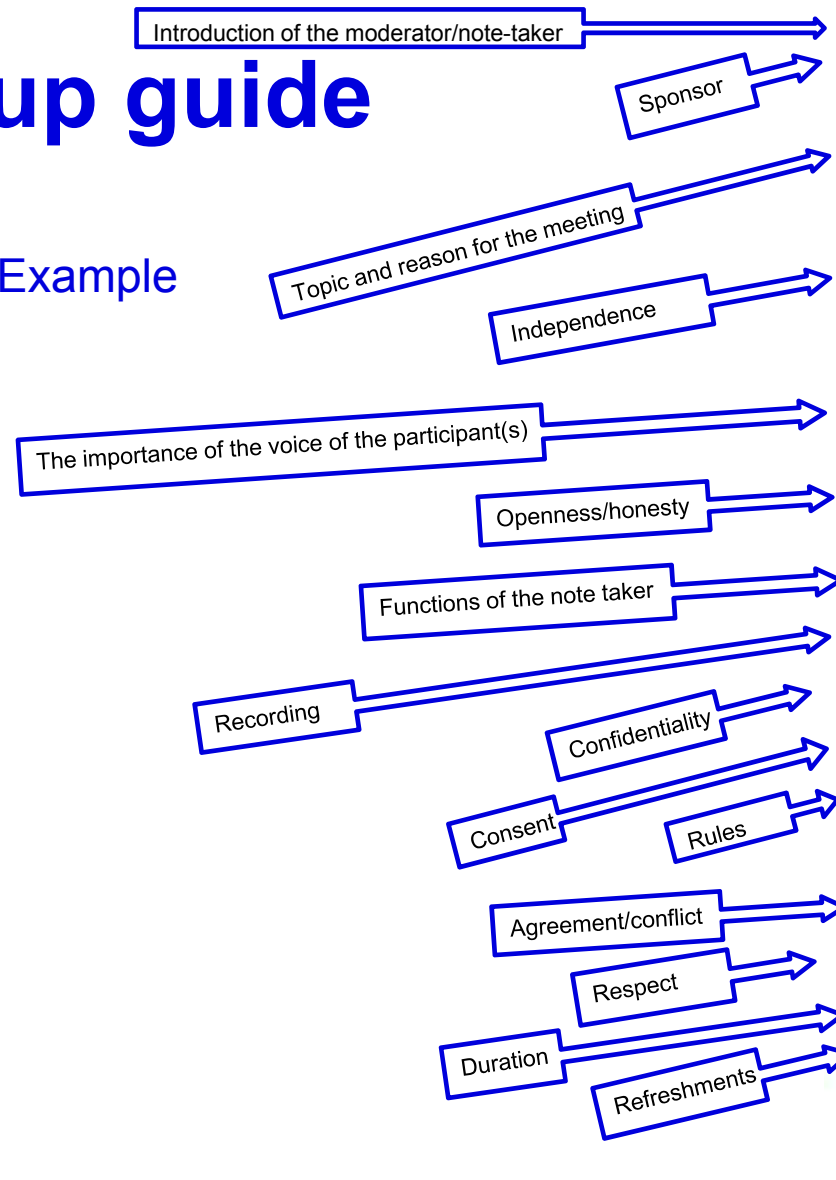 Introduction of the moderator/note-taker
up guide
Sponsor
Topic and reason for the meeting
Example
Independence
The importance of the voice of the participant(s)
Openness/honesty
Functions of the note taker
Recording
Confidentiality
Consent
Rules
Agreement/conflict
Respect
Duration
Refreshments